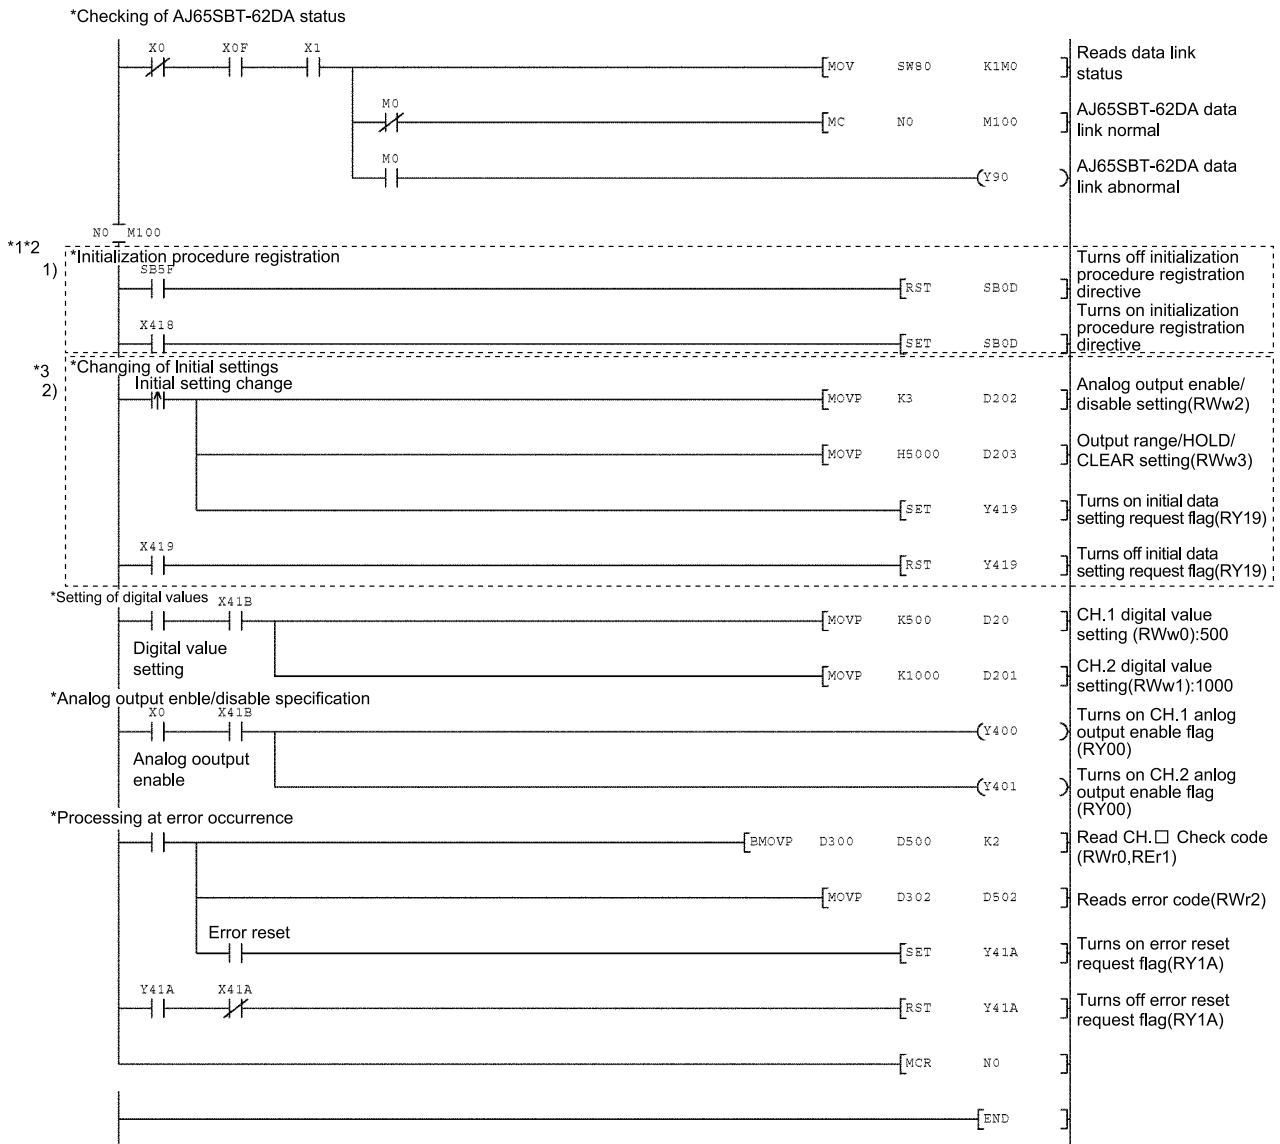 *Checking of AJ65SBT-62DA status
X0 X0F X1
MOV SW80 K1M0
Reads data link
status
M0
MC N0 M100
AJ65SBT-62DA data
link normal
M0
Y90
AJ65SBT-62DA data
link abnormal
N0 M100
*1*2
1)
*Initialization procedure registration
SB5F
RST SB0D
Turns off initialization
procedure registration
directive
X418
SET SB0D
Turns on initialization
procedure registration
directive
*3
2)
*Changing of Initial settings
Initial setting change
MOVP K3 D202
Analog output enable/
disable setting(RWw2)
MOVP H5000 D203
Output range/HOLD/
CLEAR setting(RWw3)
SET Y419
Turns on initial data
setting request flag(RY19)
X419
RST Y419
Turns off initial data
setting request flag(RY19)
*Setting of digital values X41B
Digital value
setting
MOVP K500 D20
CH.1 digital value
setting (RWw0):500
MOVP K1000 D201
CH.2 digital value
setting(RWw1):1000
*Analog output enble/disable specification
X0 X41B
Analog ooutput
enable
Y400
Turns on CH.1 anlog
output enable flag
(RY00)
Y401
Turns on CH.2 anlog
output enable flag
(RY00)
*Processing at error occurrence
BMOVP D300 D500 K2
Read CH.□ Check code
(RWr0,REr1)
MOVP D302 D502
Reads error code(RWr2)
Error reset
SET Y41A
Turns on error reset
request flag(RY1A)
Y41A X41A
RST Y41A
Turns off error reset
request flag(RY1A)
MCR N0
END